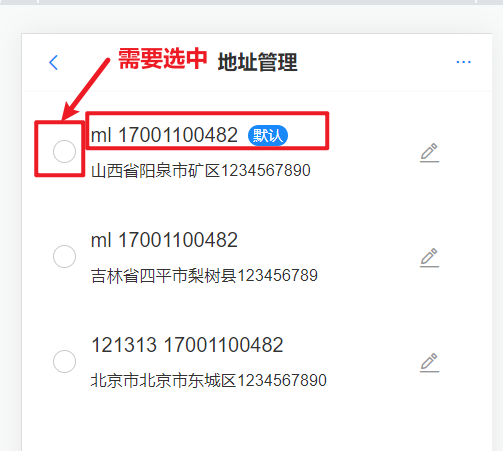 需要选中 地址管理
ml 17001100482 默认
山西省阳泉市矿区1234567890
ml 17001100482
吉林省四平市梨树县123456789
121313 17001100482
北京市北京市东城区1234567890